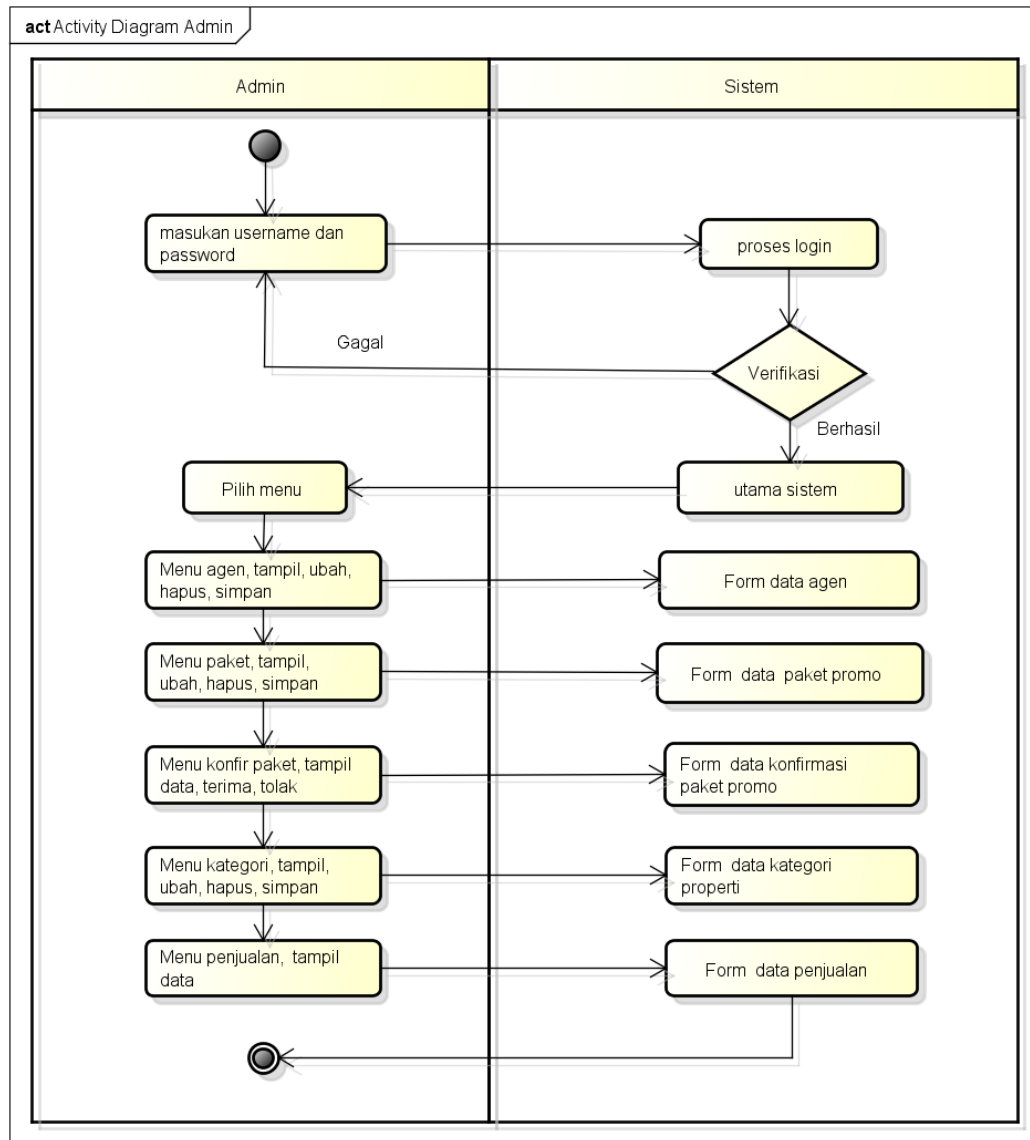 act Activity Diagram Admin
Admin
Sistem
masukan username dan
password
proses login
Gagal
Verifikasi
Berhasil
Pilih menu
utama sistem
Menu agen, tampil, ubah,
hapus, simpan
Form data agen
Menu paket, tampil,
ubah, hapus, simpan
Form data paket promo
Menu konfir paket, tampil
data, terima, tolak
Form data konfirmasi
paket promo
Menu kategori, tampil,
ubah, hapus, simpan
Form data kategori
properti
Menu penjualan, tampil
data
Form data penjualan